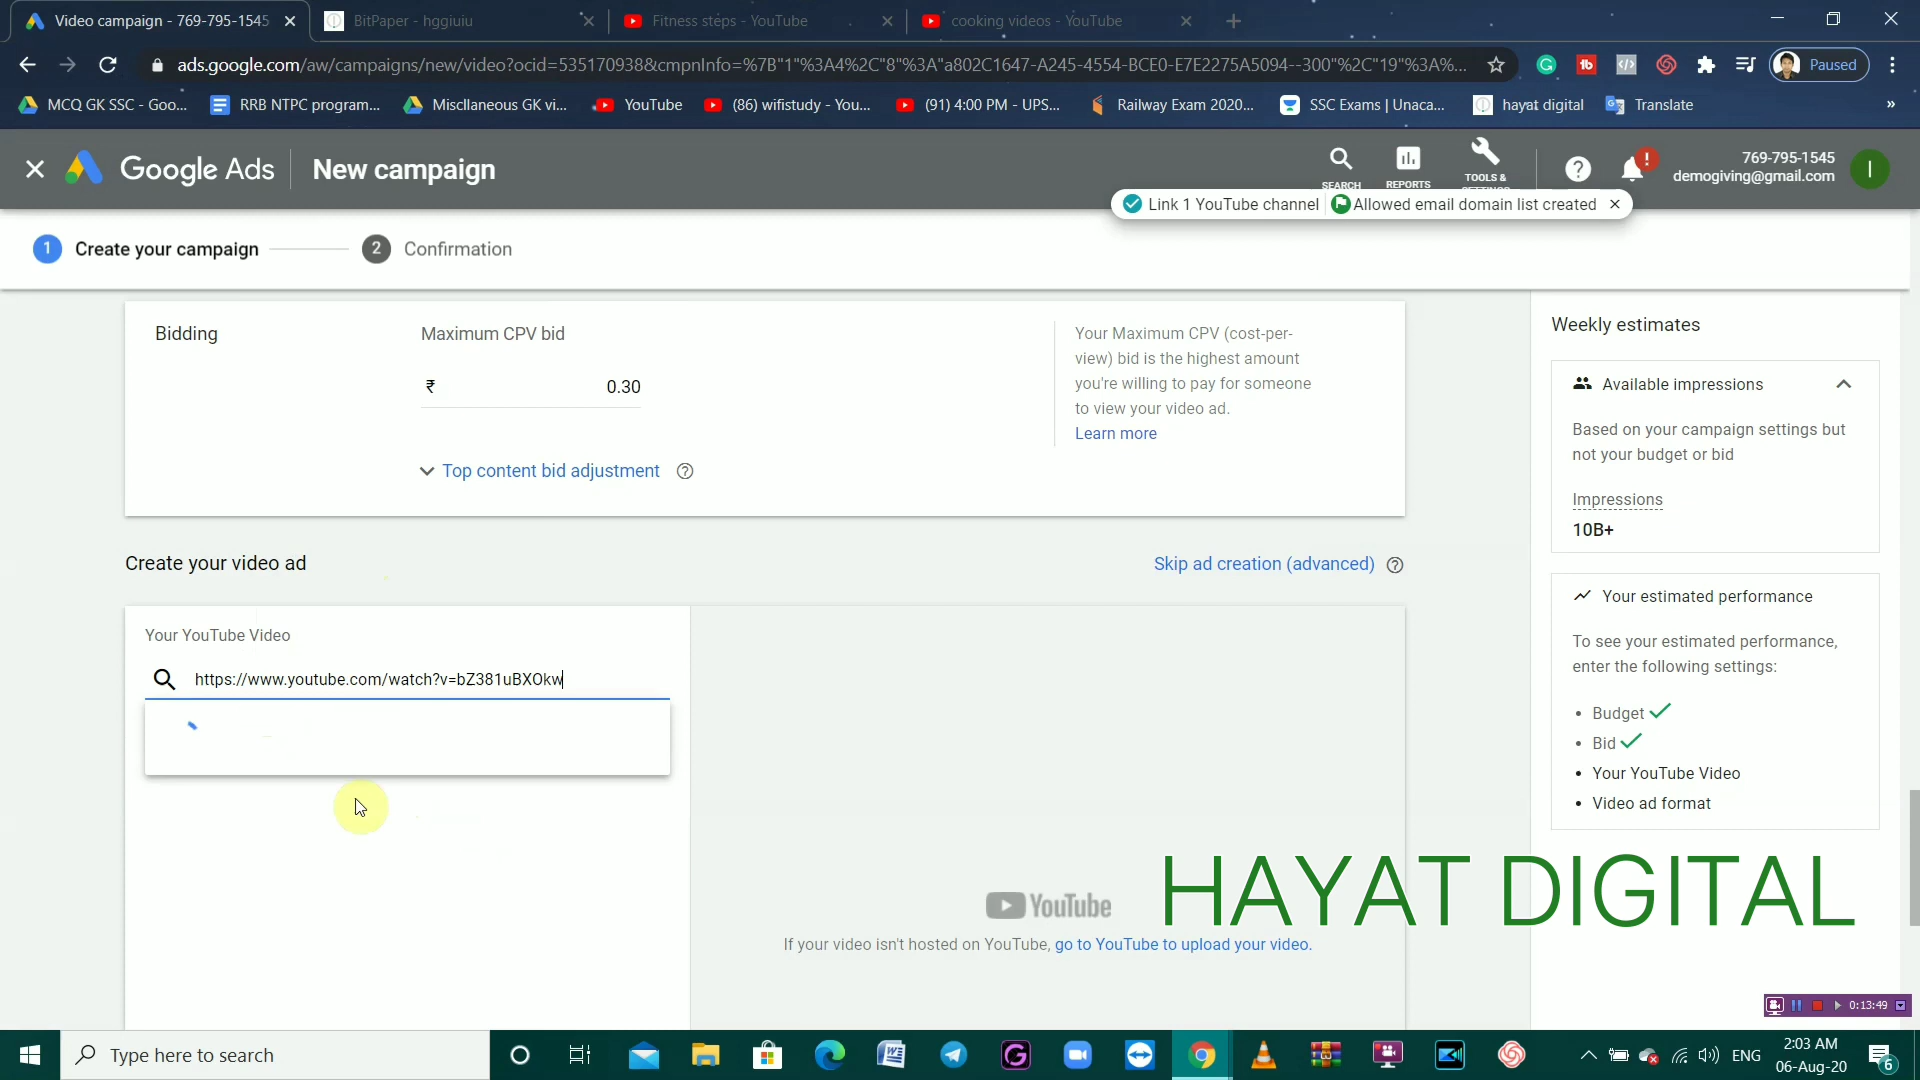 Video campaign - 769-795-1545
BitPaper - hggiuiu
Fitness steps - YouTube
cooking videos - YouTube
ads.google.com/aw/campaigns/new/video?ocid=535170938&cmpnInfo=%7B"1"%3A4%2C"8"%3A"a802C1647-A245-4554-BCE0-E7E2275A5094--300"%2C"19"%3A%...
Paused
MCQ GK SSC - Goo...
RRB NTPC program...
Miscllaneous GK vi...
YouTube
(86) wifistudy - You...
(91) 4:00 PM - UPS...
Railway Exam 2020...
SSC Exams | Unaca...
hayat digital
Translate
»
Google Ads
New campaign
SEARCH
REPORTS
TOOLS &
SETTINGS
769-795-1545
demogiving@gmail.com
I
Link 1 YouTube channel
Allowed email domain list created
1 Create your campaign
2 Confirmation
Bidding
Maximum CPV bid
₹ 0.30
Top content bid adjustment
Your Maximum CPV (cost-per-
view) bid is the highest amount
you're willing to pay for someone
to view your video ad.
Learn more
Weekly estimates
Available impressions
Based on your campaign settings but
not your budget or bid
Impressions
10B+
Create your video ad
Skip ad creation (advanced)
Your YouTube Video
https://www.youtube.com/watch?v=bZ381uBXOkw
Your estimated performance
To see your estimated performance,
enter the following settings:
• Budget
• Bid
• Your YouTube Video
• Video ad format
YouTube
If your video isn't hosted on YouTube, go to YouTube to upload your video.
HAYAT DIGITAL
0:13:49
Type here to search
ENG
2:03 AM
06-Aug-20
6